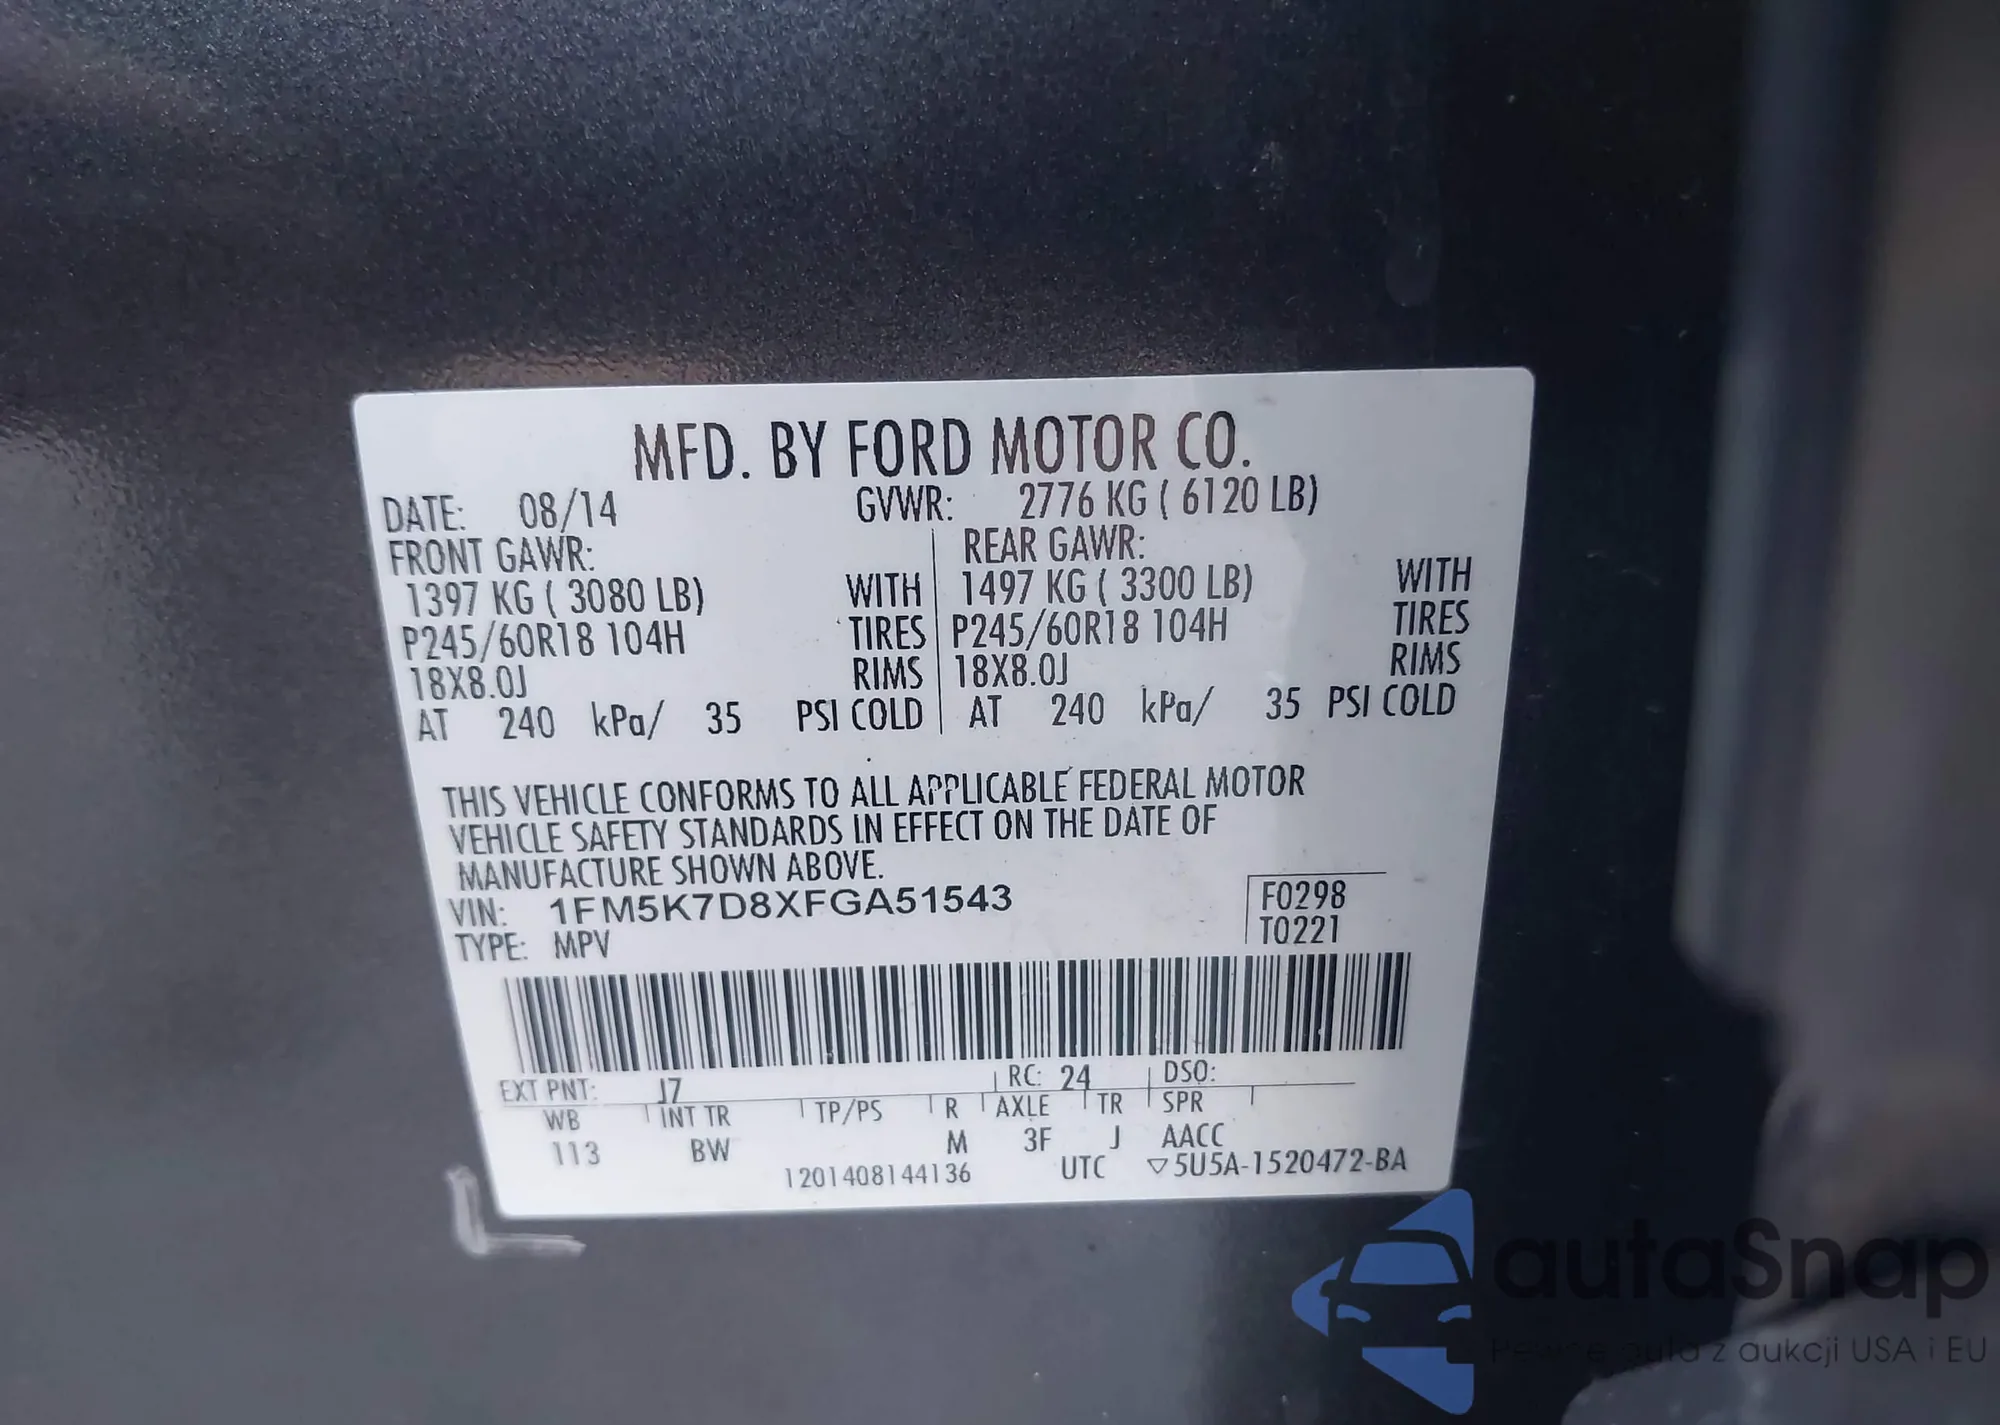 MFD. BY FORD MOTOR CO.
DATE: 08/14 GVWR: 2776 KG ( 6120 LB)
FRONT GAWR: REAR GAWR:
1397 KG ( 3080 LB) WITH 1497 KG ( 3300 LB) WITH
P245/60R18 104H TIRES P245/60R18 104H TIRES
18X8.0J RIMS 18X8.0J RIMS
AT 240 kPa/ 35 PSI COLD AT 240 kPa/ 35 PSI COLD
THIS VEHICLE CONFORMS TO ALL APPLICABLE FEDERAL MOTOR
VEHICLE SAFETY STANDARDS IN EFFECT ON THE DATE OF
MANUFACTURE SHOWN ABOVE.
VIN: 1FM5K7D8XFGA51543 F0298
TYPE: MPV T0221
EXT PNT: J7 RC: 24 DSO:
WB INT TR TP/PS R AXLE TR SPR
113 BW M 3F J AACC
1201408144136 UTC ▽5U5A-1520472-BA
autaSnap
Pewne auta z aukcji USA i EU